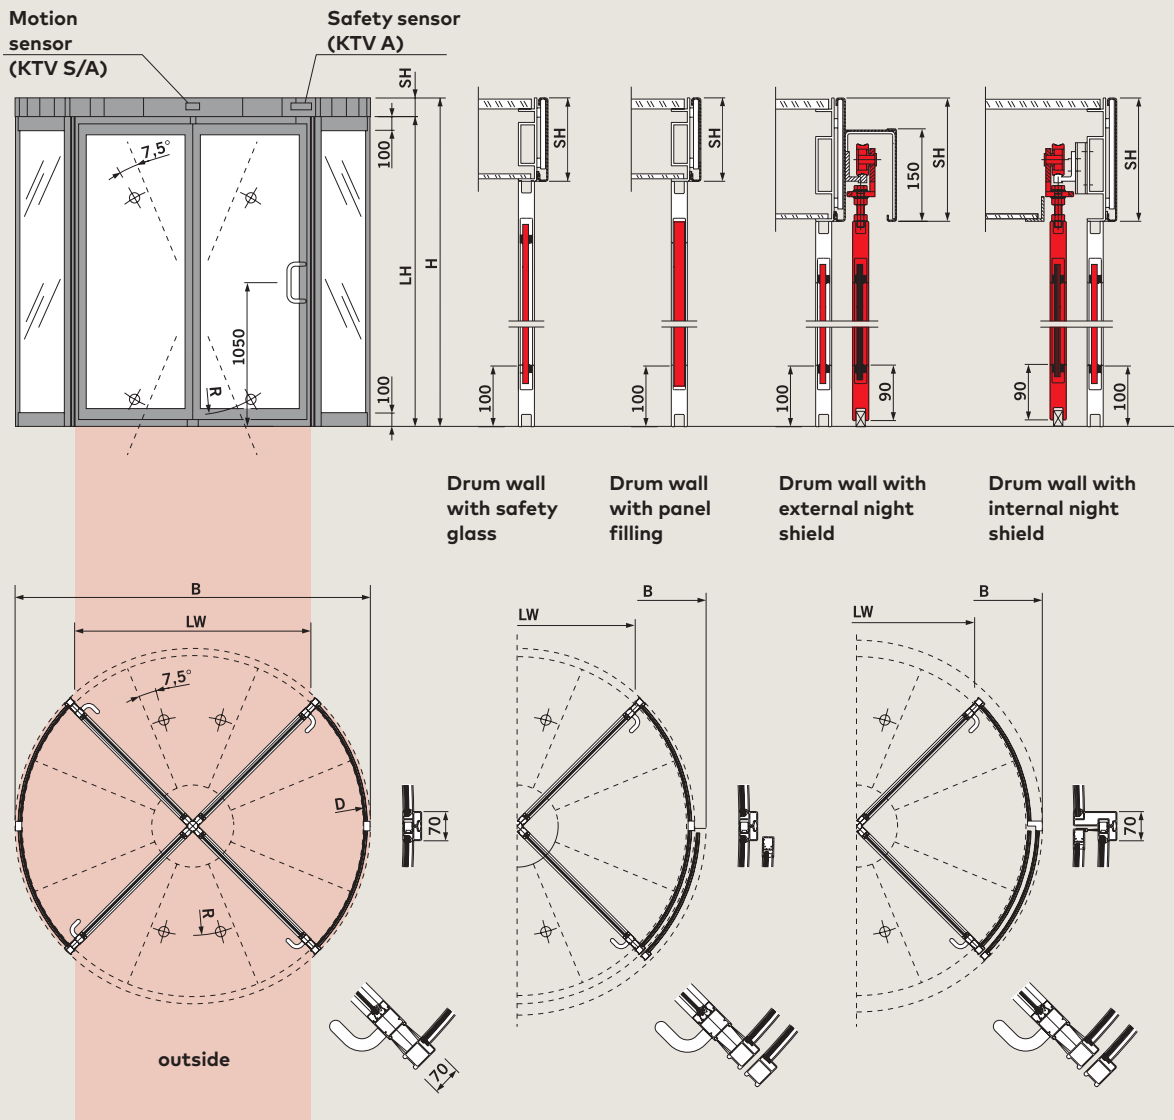 Motion
sensor
(KTV S/A)
Safety sensor
(KTV A)
SH
7,5°
100
LH
H
1050
R
100
SH
100
SH
100
150
SH
100
90
SH
90
100
Drum wall
with safety
glass
Drum wall
with panel
filling
Drum wall with
external night
shield
Drum wall with
internal night
shield
B
LW
7,5°
D
R
70
B
LW
70
B
LW
outside
70